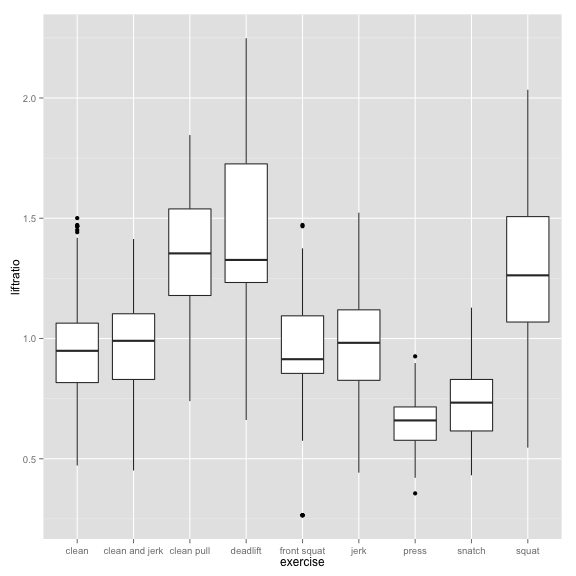 liftratio
2.0
1.5
1.0
0.5
clean clean and jerk clean pull deadlift front squat jerk press snatch squat
exercise